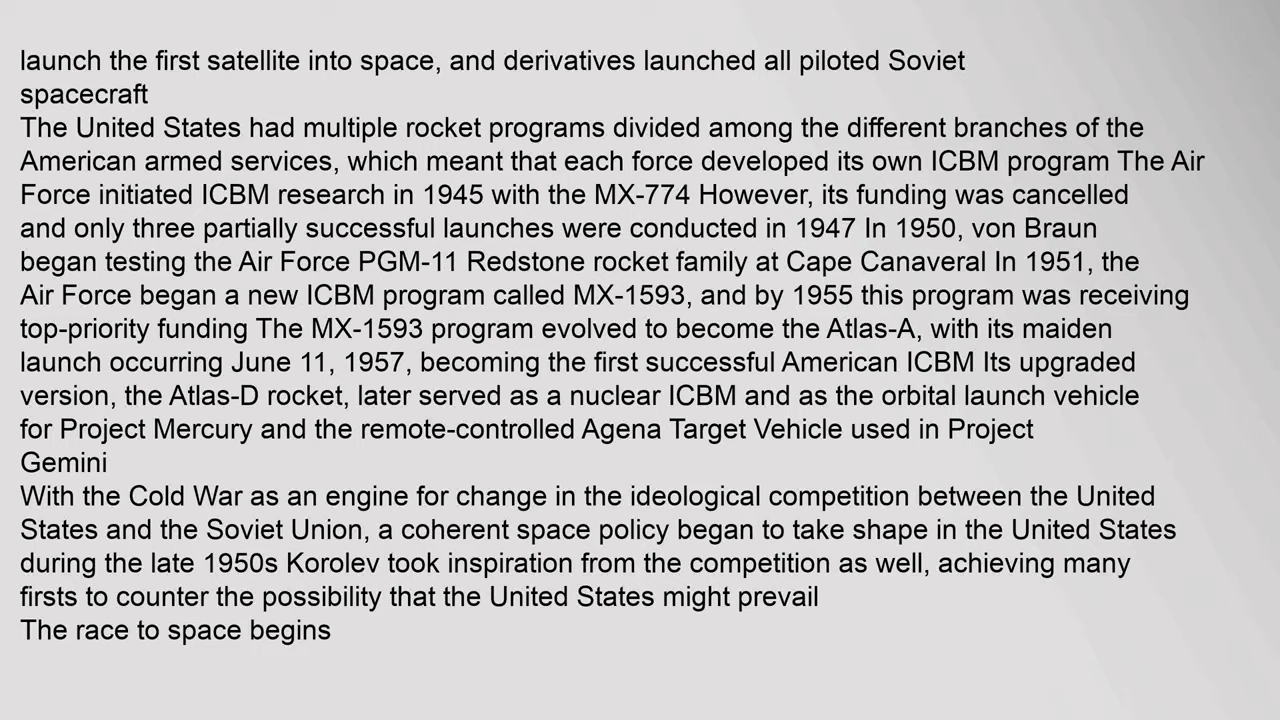 launch the first satellite into space, and derivatives launched all piloted Soviet
spacecraft
The United States had multiple rocket programs divided among the different branches of the
American armed services, which meant that each force developed its own ICBM program The Air
Force initiated ICBM research in 1945 with the MX-774 However, its funding was cancelled
and only three partially successful launches were conducted in 1947 In 1950, von Braun
began testing the Air Force PGM-11 Redstone rocket family at Cape Canaveral In 1951, the
Air Force began a new ICBM program called MX-1593, and by 1955 this program was receiving
top-priority funding The MX-1593 program evolved to become the Atlas-A, with its maiden
launch occurring June 11, 1957, becoming the first successful American ICBM Its upgraded
version, the Atlas-D rocket, later served as a nuclear ICBM and as the orbital launch vehicle
for Project Mercury and the remote-controlled Agena Target Vehicle used in Project
Gemini
With the Cold War as an engine for change in the ideological competition between the United
States and the Soviet Union, a coherent space policy began to take shape in the United States
during the late 1950s Korolev took inspiration from the competition as well, achieving many
firsts to counter the possibility that the United States might prevail
The race to space begins